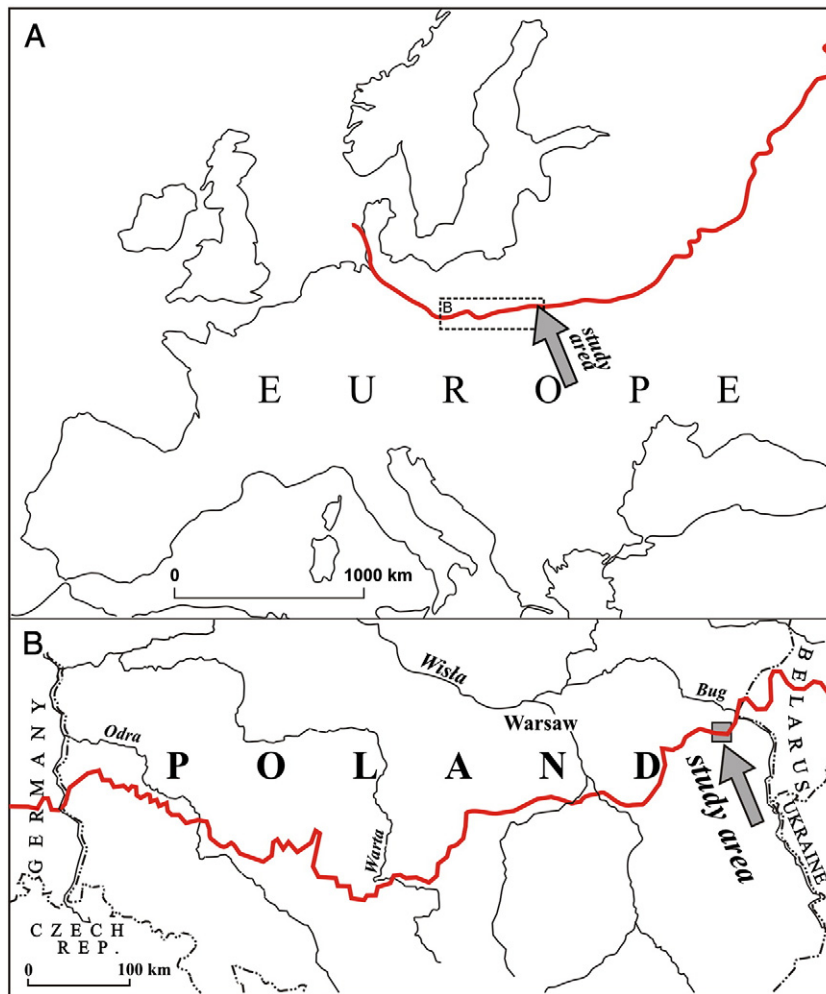 A
B
study
area
E U R O P E
0
1000 km
B
GERMANY
Odra
Wisła
Warsaw
Bug
BELARUS
P O L A N D
study area
Warta
UKRAINE
CZECH
REP.
0
100 km